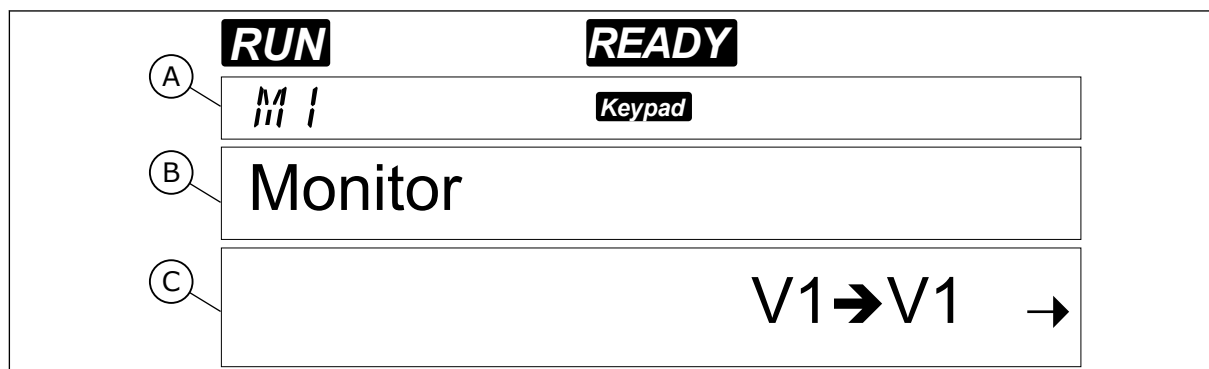 RUN READY
A M1 Keypad
B Monitor
C V1➔V1 →